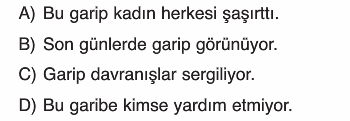 A) Bu garip kadın herkesi şaşırttı.
B) Son günlerde garip görünüyor.
C) Garip davranışlar sergiliyor.
D) Bu garibe kimse yardım etmiyor.